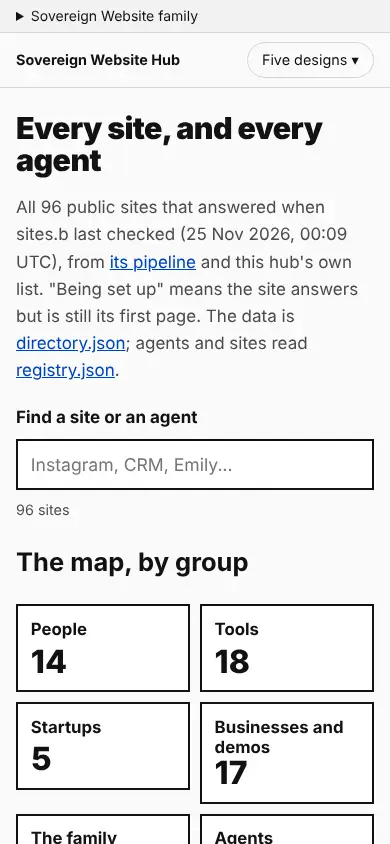 ▶ Sovereign Website family
Sovereign Website Hub
Five designs ▾
Every site, and every
agent
All 96 public sites that answered when
sites.b last checked (25 Nov 2026, 00:09
UTC), from its pipeline and this hub's own
list. "Being set up" means the site answers
but is still its first page. The data is
directory.json; agents and sites read
registry.json.
Find a site or an agent
Instagram, CRM, Emily...
96 sites
The map, by group
People
14
Tools
18
Startups
5
Businesses and
demos
17
The family
Agents